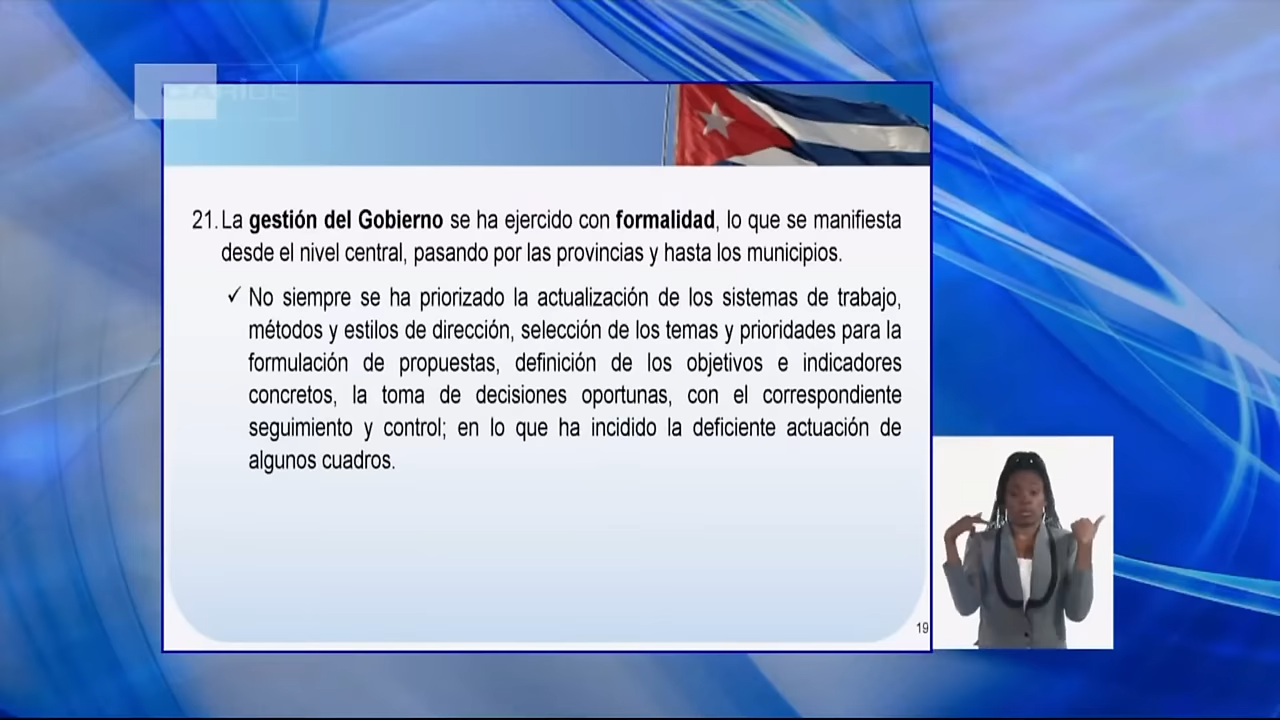 CARIBE
21. La gestión del Gobierno se ha ejercido con formalidad, lo que se manifiesta
desde el nivel central, pasando por las provincias y hasta los municipios.
✓ No siempre se ha priorizado la actualización de los sistemas de trabajo,
métodos y estilos de dirección, selección de los temas y prioridades para la
formulación de propuestas, definición de los objetivos e indicadores
concretos, la toma de decisiones oportunas, con el correspondiente
seguimiento y control; en lo que ha incidido la deficiente actuación de
algunos cuadros.
19